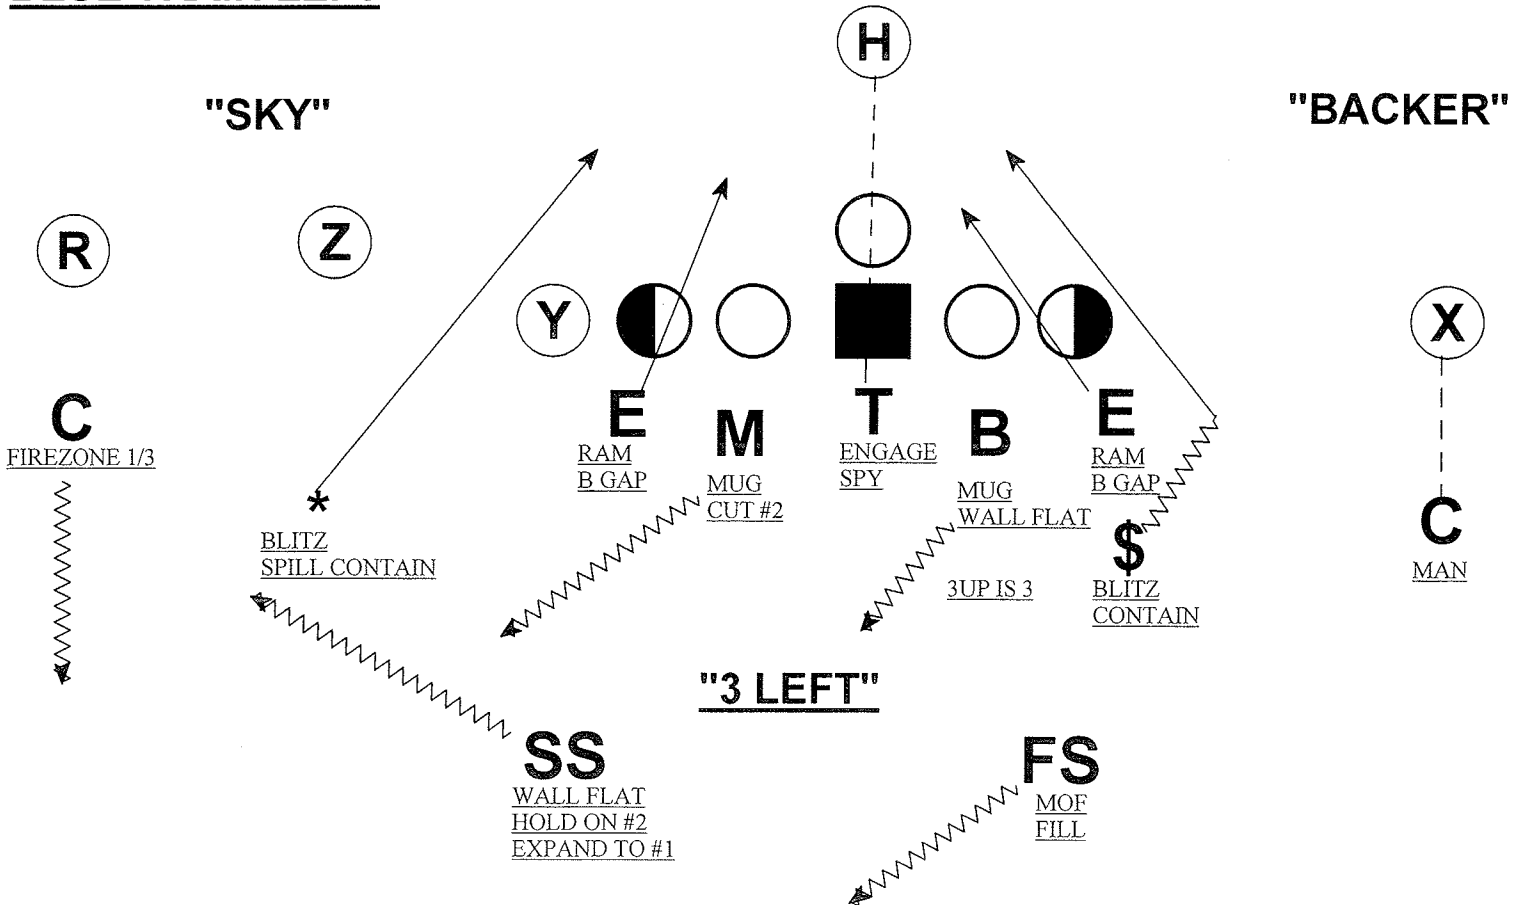 H
"SKY"
"BACKER"
R
Z
Y
X
C
FIREZONE 1/3
E
RAM
B GAP
M
MUG
CUT #2
T
ENGAGE
SPY
B
MUG
WALL FLAT
E
RAM
B GAP
*
BLITZ
SPILL CONTAIN
3UP IS 3
$
BLITZ
CONTAIN
C
MAN
"3 LEFT"
SS
WALL FLAT
HOLD ON #2
EXPAND TO #1
FS
MOF
FILL